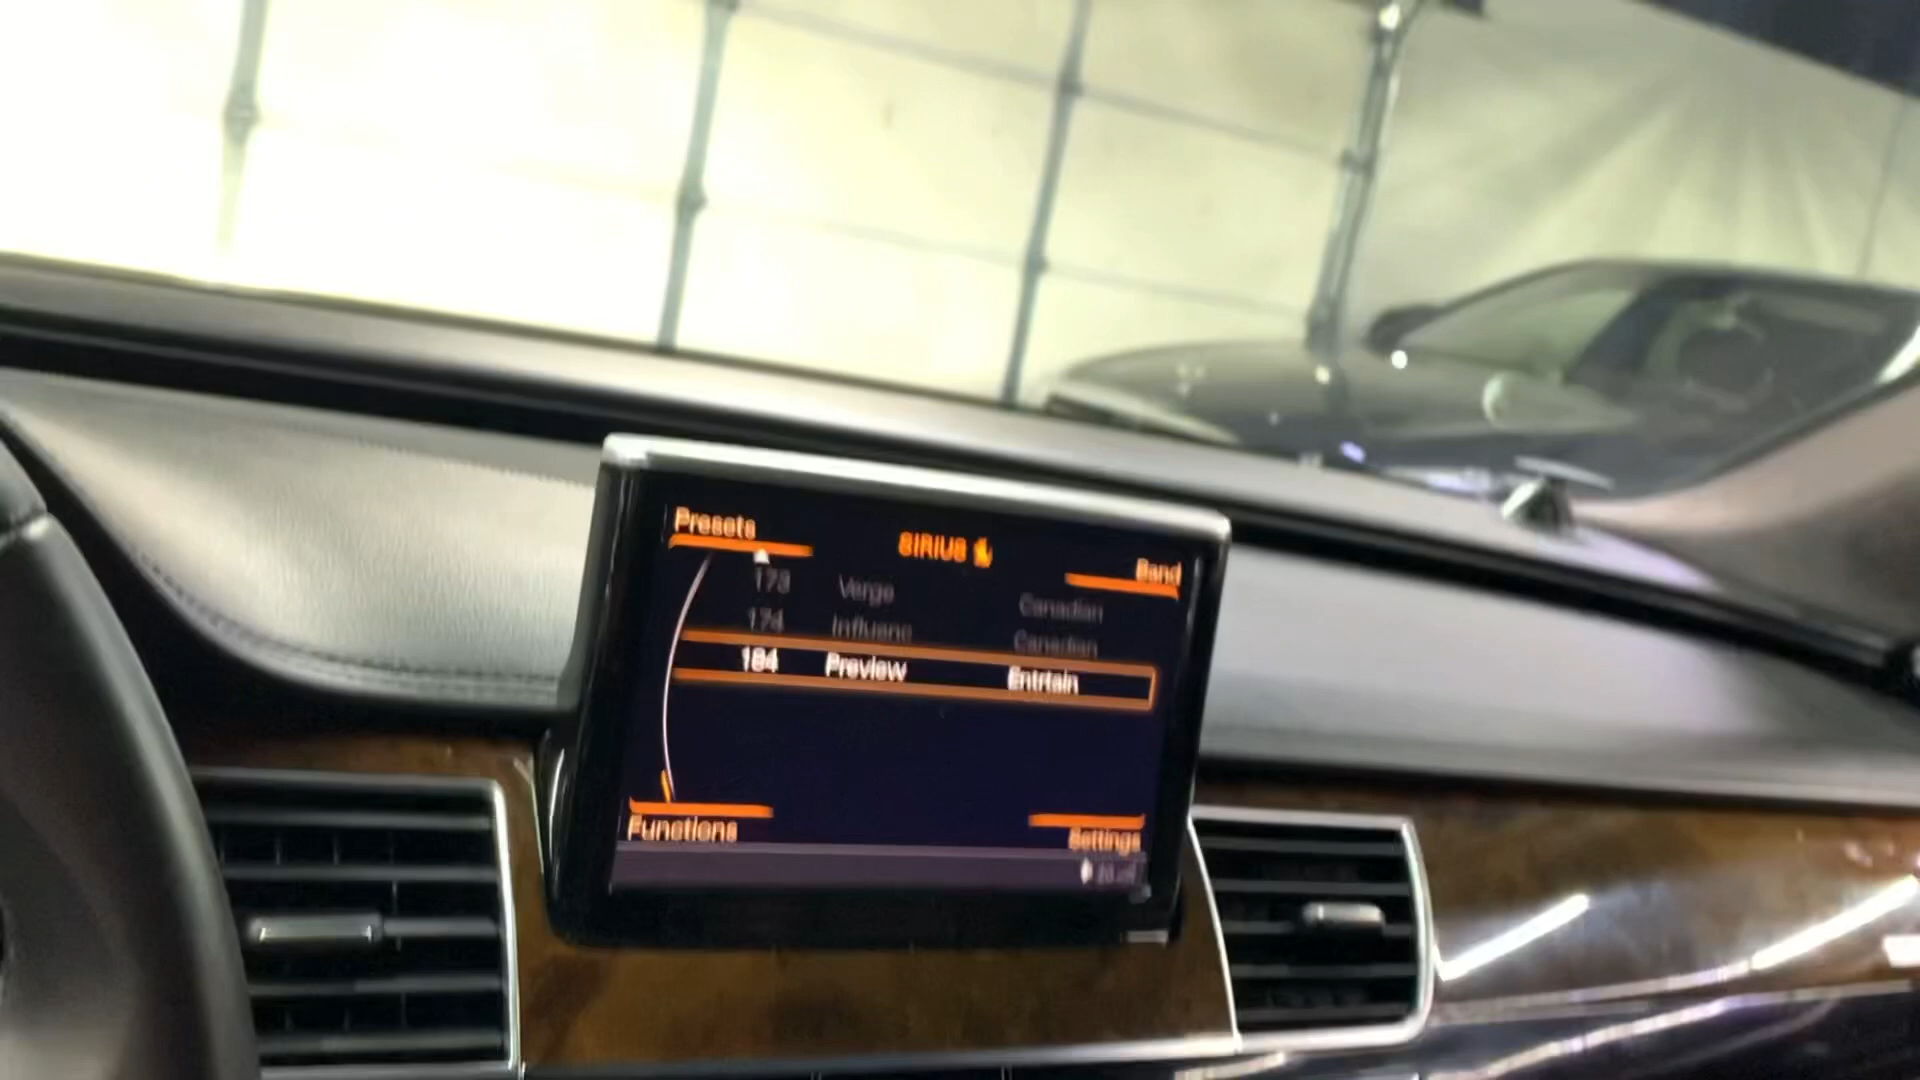 Presets
SIRIUS
Band
173 Verge Canadian
174 Influenc Canadian
184 Preview Entrtain
Functions
Settings